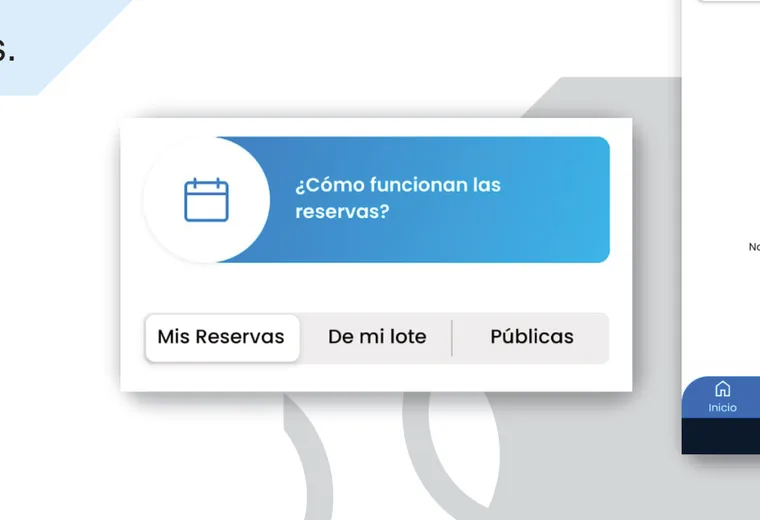 s.
¿Cómo funcionan las
reservas?
Mis Reservas
De mi lote
Públicas
Inicio